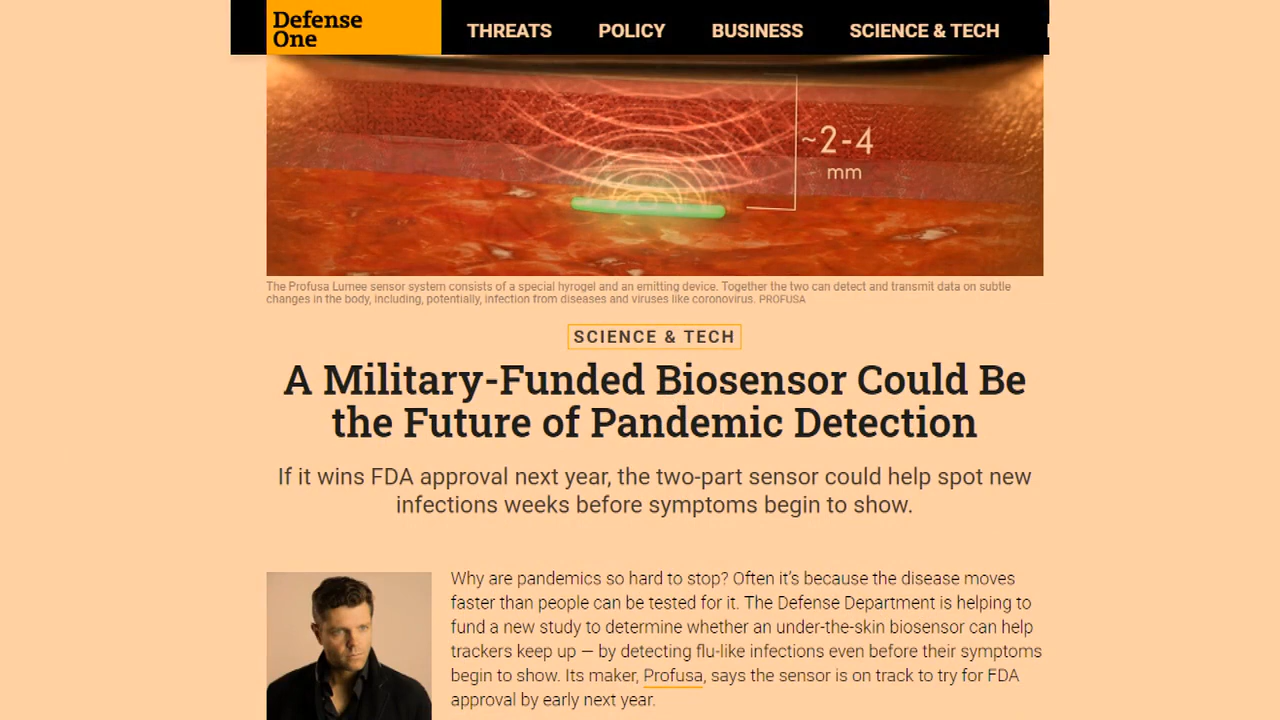 Defense
One
THREATS POLICY BUSINESS SCIENCE & TECH
~2-4
mm
The Profusa Lumee sensor system consists of a special hyrogel and an emitting device. Together the two can detect and transmit data on subtle
changes in the body, including, potentially, infection from diseases and viruses like coronovirus. PROFUSA
SCIENCE & TECH
A Military-Funded Biosensor Could Be
the Future of Pandemic Detection
If it wins FDA approval next year, the two-part sensor could help spot new
infections weeks before symptoms begin to show.
Why are pandemics so hard to stop? Often it's because the disease moves
faster than people can be tested for it. The Defense Department is helping to
fund a new study to determine whether an under-the-skin biosensor can help
trackers keep up — by detecting flu-like infections even before their symptoms
begin to show. Its maker, Profusa, says the sensor is on track to try for FDA
approval by early next year.